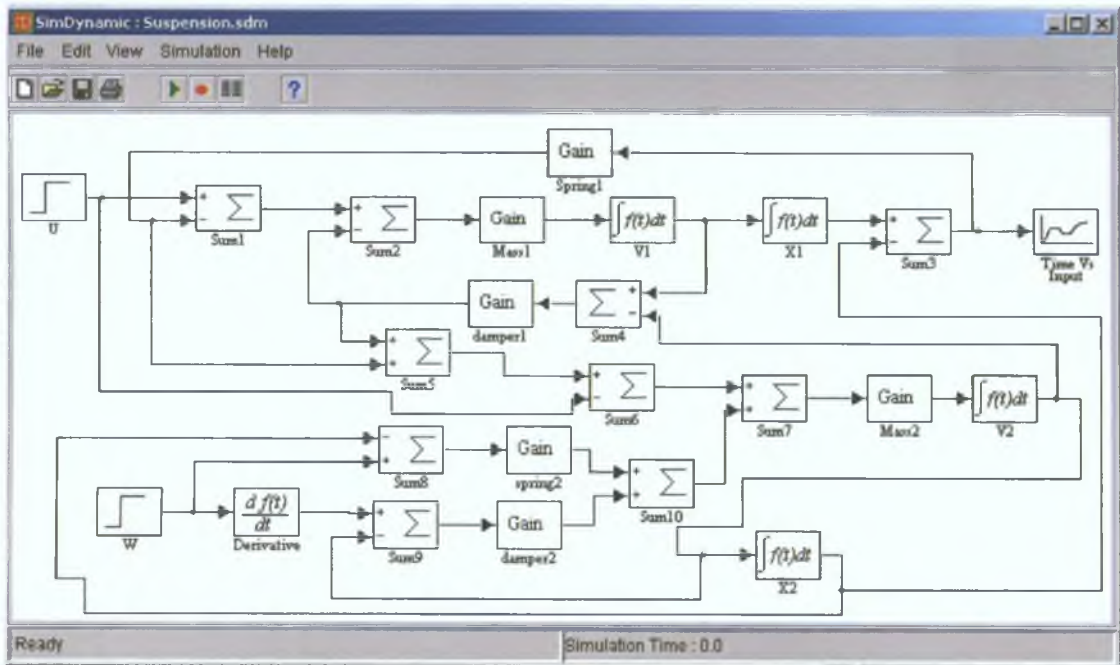 SimDynamic : Suspension.sdm
File Edit View Simulation Help
?
Gain
Spring1
U
+
−
Σ
Sum1
+
−
Σ
Sum2
Gain
Mass1
∫f(t)dt
V1
∫f(t)dt
X1
+
−
Σ
Sum3
Time Vs
Input
Gain
damper1
Σ
+
−
Sum4
+
+
Σ
Sum5
+
−
Σ
Sum6
+
+
Σ
Sum7
Gain
Mass2
∫f(t)dt
V2
−
+
Σ
Sum8
Gain
spring2
+
+
Σ
Sum10
W
d f(t)
dt
Derivative
+
−
Σ
Sum9
Gain
damper2
∫f(t)dt
X2
Ready
Simulation Time : 0.0